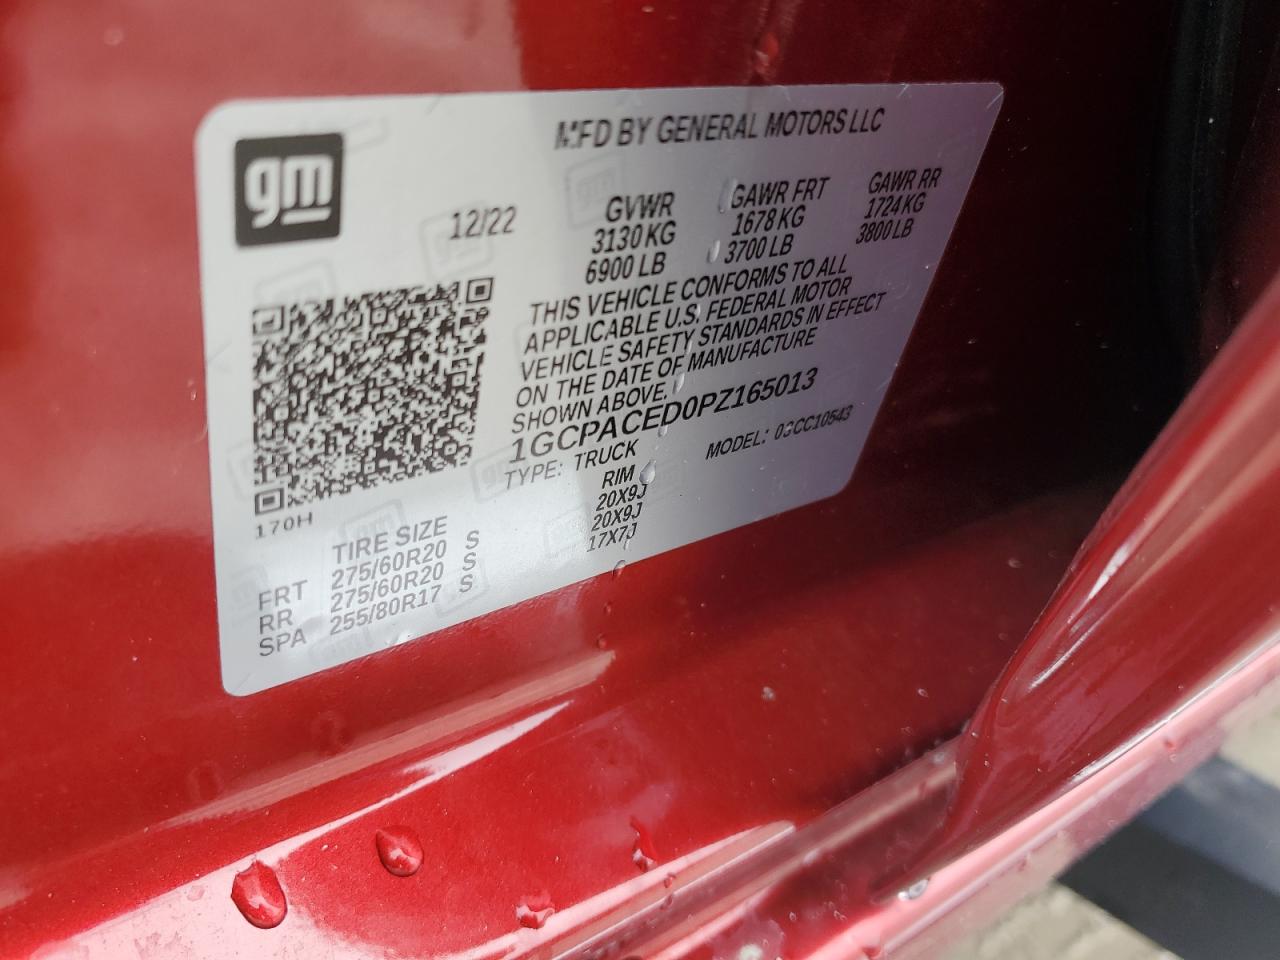 MFD BY GENERAL MOTORS LLC
gm
12/22
GVWR GAWR FRT GAWR RR
3130 KG 1678 KG 1724 KG
6900 LB 3700 LB 3800 LB
THIS VEHICLE CONFORMS TO ALL
APPLICABLE U.S. FEDERAL MOTOR
VEHICLE SAFETY STANDARDS IN EFFECT
ON THE DATE OF MANUFACTURE
SHOWN ABOVE.
1GCPACED0PZ165013
TYPE: TRUCK MODEL: 0GCC10543
170H
TIRE SIZE RIM
FRT 275/60R20 S 20X9J
RR 275/60R20 S 20X9J
SPA 255/80R17 S 17X7J